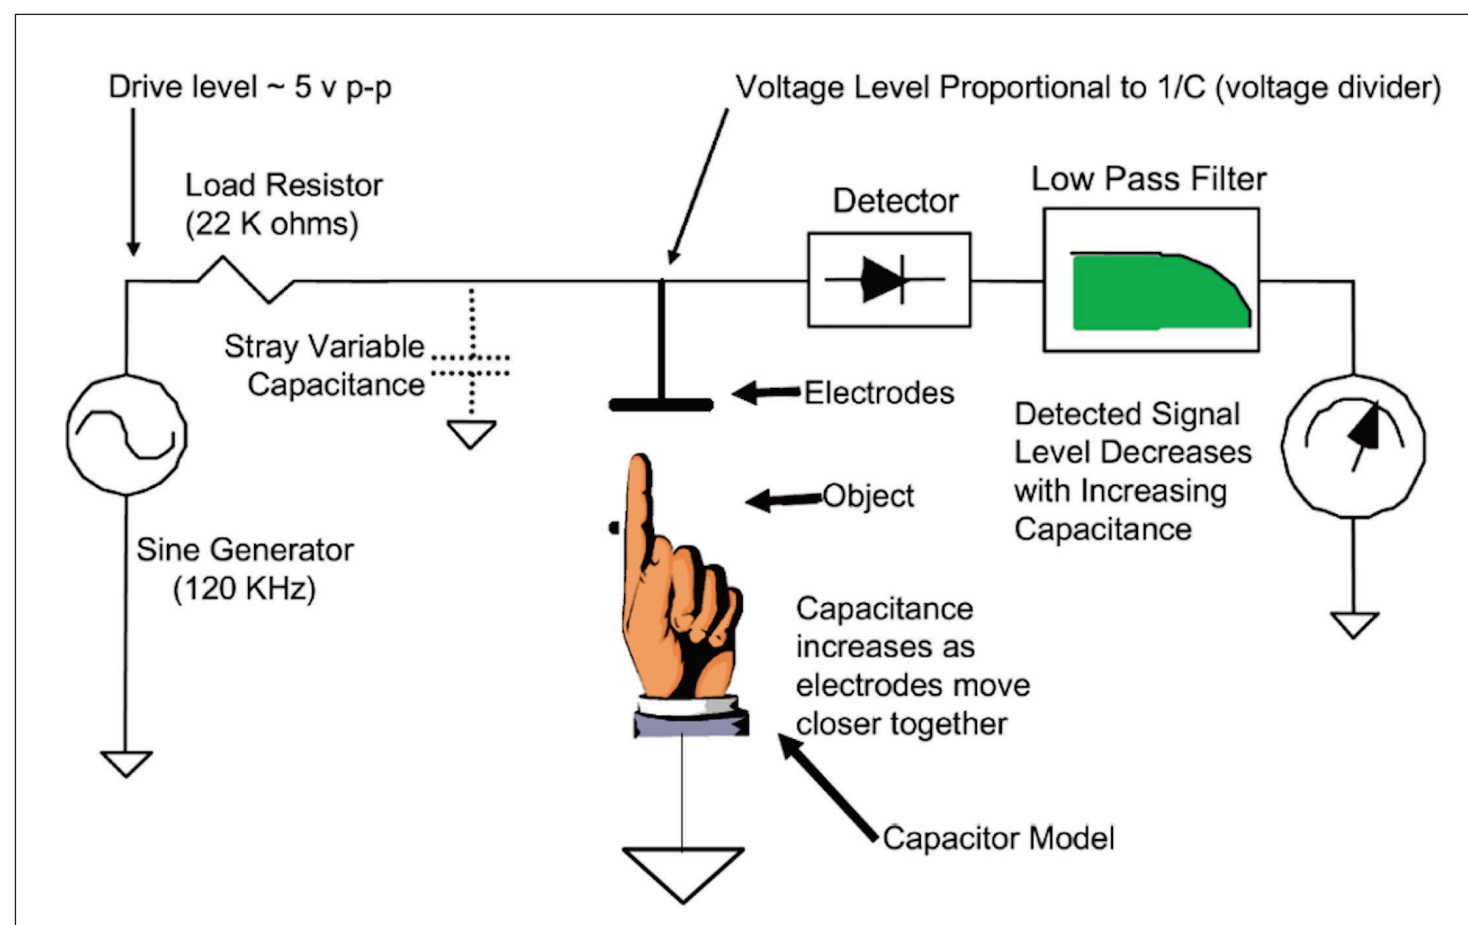 Drive level ~ 5 v p-p
Voltage Level Proportional to 1/C (voltage divider)
Load Resistor
(22 K ohms)
Detector
Low Pass Filter
Stray Variable
Capacitance
Electrodes
Detected Signal
Level Decreases
with Increasing
Capacitance
Object
Sine Generator
(120 KHz)
Capacitance
increases as
electrodes move
closer together
Capacitor Model